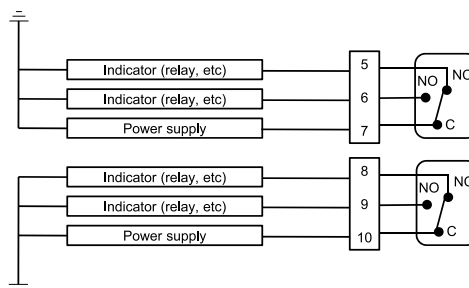 Indicator (relay, etc)
5
NC
Indicator (relay, etc)
6
NO
Power supply
7
C
Indicator (relay, etc)
8
NC
Indicator (relay, etc)
9
NO
Power supply
10
C